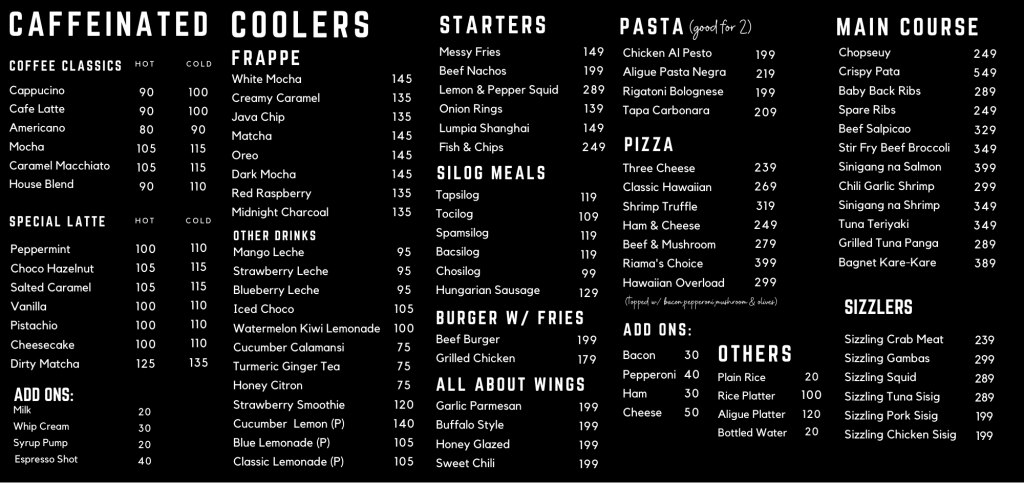 CAFFEINATED
COFFEE CLASSICS HOT COLD
Cappucino 90 100
Cafe Latte 90 100
Americano 80 90
Mocha 105 115
Caramel Macchiato 105 115
House Blend 90 110
SPECIAL LATTE HOT COLD
Peppermint 100 110
Choco Hazelnut 105 115
Salted Caramel 105 115
Vanilla 100 110
Pistachio 100 110
Cheesecake 100 110
Dirty Matcha 125 135
ADD ONS:
Milk 20
Whip Cream 30
Syrup Pump 20
Espresso Shot 40
COOLERS
FRAPPE
White Mocha 145
Creamy Caramel 135
Java Chip 135
Matcha 145
Oreo 145
Dark Mocha 145
Red Raspberry 135
Midnight Charcoal 135
OTHER DRINKS
Mango Leche 95
Strawberry Leche 95
Blueberry Leche 95
Iced Choco 105
Watermelon Kiwi Lemonade 100
Cucumber Calamansi 75
Turmeric Ginger Tea 75
Honey Citron 75
Strawberry Smoothie 120
Cucumber Lemon (P) 140
Blue Lemonade (P) 105
Classic Lemonade (P) 105
STARTERS
Messy Fries 149
Beef Nachos 199
Lemon & Pepper Squid 289
Onion Rings 139
Lumpia Shanghai 149
Fish & Chips 249
SILOG MEALS
Tapsilog 119
Tocilog 109
Spamsilog 119
Bacsilog 119
Chosilog 99
Hungarian Sausage 129
BURGER W/ FRIES
Beef Burger 199
Grilled Chicken 179
ALL ABOUT WINGS
Garlic Parmesan 199
Buffalo Style 199
Honey Glazed 199
Sweet Chili 199
PASTA (good for 2)
Chicken Al Pesto 199
Aligue Pasta Negra 219
Rigatoni Bolognese 199
Tapa Carbonara 209
PIZZA
Three Cheese 239
Classic Hawaiian 269
Shrimp Truffle 319
Ham & Cheese 249
Beef & Mushroom 279
Riama's Choice 399
Hawaiian Overload 299
(Topped w/ bacon,pepperoni,mushroom & olives)
ADD ONS:
Bacon 30
Pepperoni 40
Ham 30
Cheese 50
OTHERS
Plain Rice 20
Rice Platter 100
Aligue Platter 120
Bottled Water 20
MAIN COURSE
Chopseuy 249
Crispy Pata 549
Baby Back Ribs 289
Spare Ribs 249
Beef Salpicao 329
Stir Fry Beef Broccoli 349
Sinigang na Salmon 399
Chili Garlic Shrimp 299
Sinigang na Shrimp 349
Tuna Teriyaki 349
Grilled Tuna Panga 289
Bagnet Kare-Kare 389
SIZZLERS
Sizzling Crab Meat 239
Sizzling Gambas 299
Sizzling Squid 289
Sizzling Tuna Sisig 289
Sizzling Pork Sisig 199
Sizzling Chicken Sisig 199